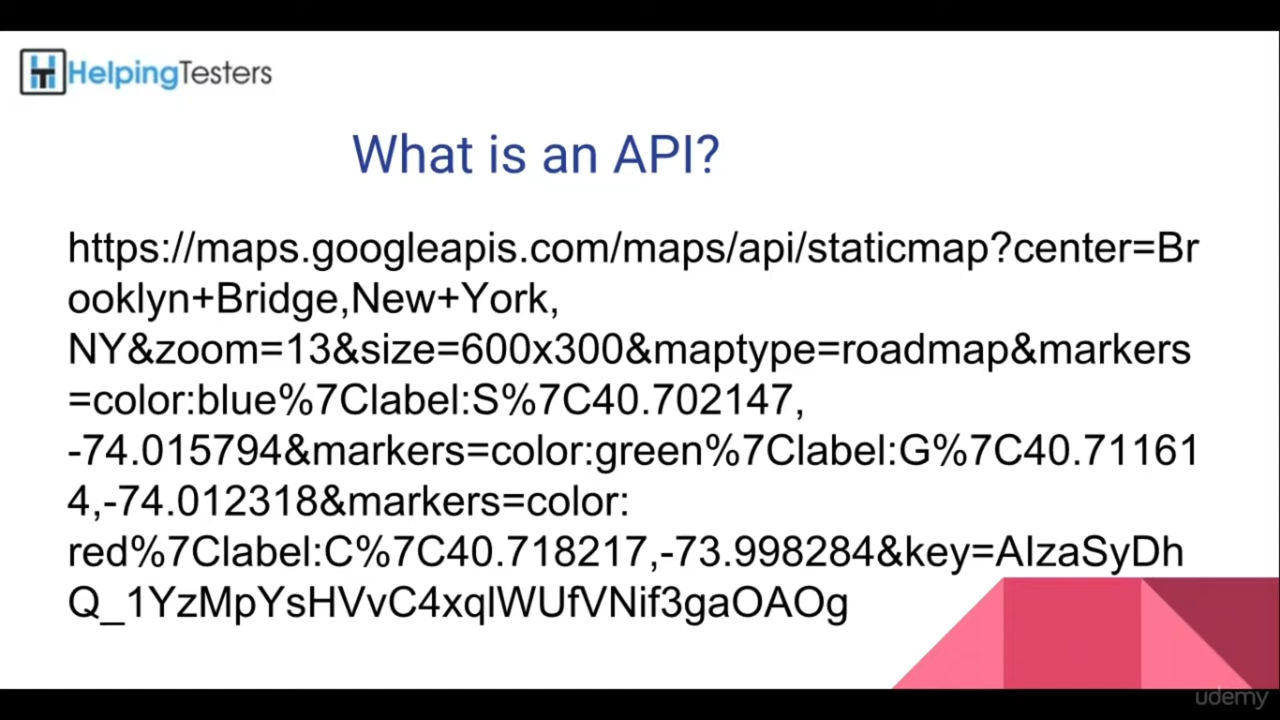 HelpingTesters
What is an API?
https://maps.googleapis.com/maps/api/staticmap?center=Br
ooklyn+Bridge,New+York,
NY&zoom=13&size=600x300&maptype=roadmap&markers
=color:blue%7Clabel:S%7C40.702147,
-74.015794&markers=color:green%7Clabel:G%7C40.71161
4,-74.012318&markers=color:
red%7Clabel:C%7C40.718217,-73.998284&key=AIzaSyDh
Q_1YzMpYsHVvC4xqlWUfVNif3gaOAOg
udemy